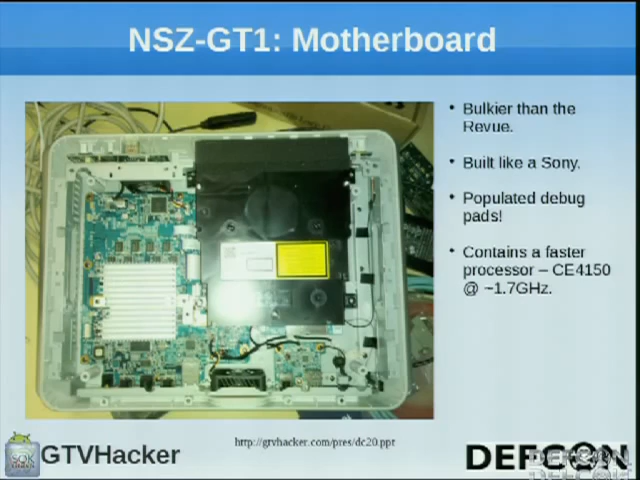 NSZ-GT1: Motherboard
• Bulkier than the
Revue.
• Built like a Sony.
• Populated debug
pads!
• Contains a faster
processor – CE4150
@ ~1.7GHz.
GTVHacker
http://gtvhacker.com/pres/dc20.ppt
DEFCON
DEFCON